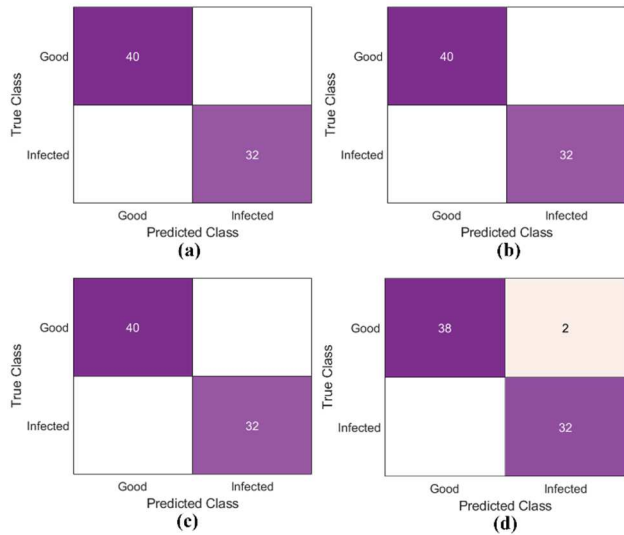 True Class
Good
40
Infected
32
Good
Infected
Predicted Class
(a)
True Class
Good
40
Infected
32
Good
Infected
Predicted Class
(b)
True Class
Good
40
Infected
32
Good
Infected
Predicted Class
(c)
True Class
Good
38
2
Infected
32
Good
Infected
Predicted Class
(d)